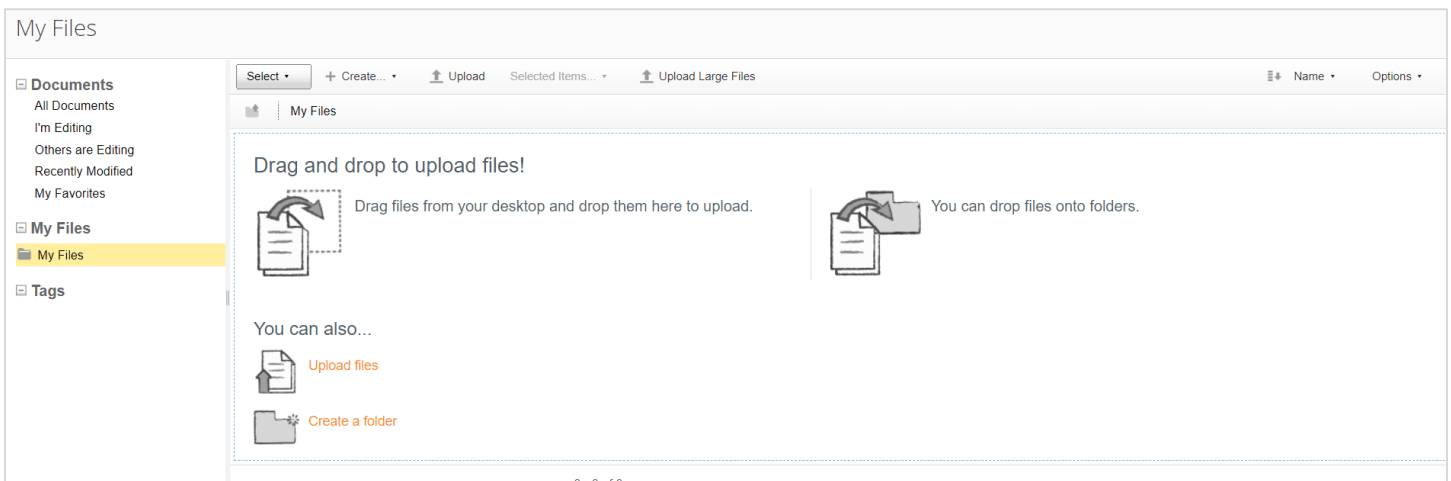 My Files
Documents
All Documents
I'm Editing
Others are Editing
Recently Modified
My Favorites
My Files
My Files
Tags
Select Create... Upload Selected Items... Upload Large Files Name Options
My Files
Drag and drop to upload files!
Drag files from your desktop and drop them here to upload.
You can drop files onto folders.
You can also...
Upload files
Create a folder